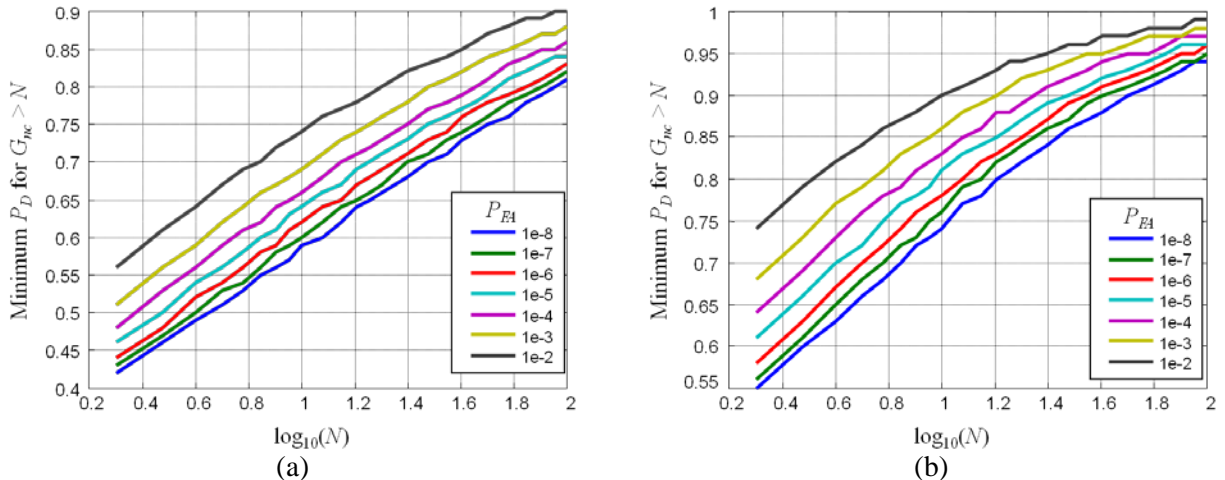 Minimum P_D for G_nc > N
0.9
0.85
0.8
0.75
0.7
0.65
0.6
0.55
0.5
0.45
0.4
P_FA
1e-8
1e-7
1e-6
1e-5
1e-4
1e-3
1e-2
0.2 0.4 0.6 0.8 1.0 1.2 1.4 1.6 1.8 2
log₁₀(N)
(a)
Minimum P_D for G_nc > N
1
0.95
0.9
0.85
0.8
0.75
0.7
0.65
0.6
0.55
P_FA
1e-8
1e-7
1e-6
1e-5
1e-4
1e-3
1e-2
0.2 0.4 0.6 0.8 1.0 1.2 1.4 1.6 1.8 2
log₁₀(N)
(b)